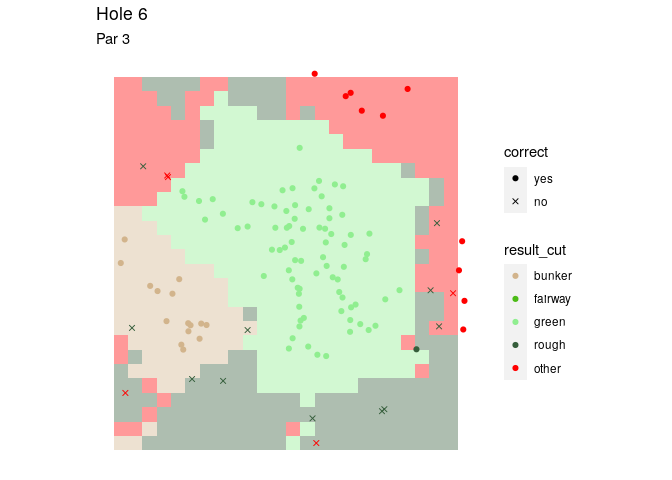 Hole 6
Par 3
correct
yes
no
result_cut
bunker
fairway
green
rough
other